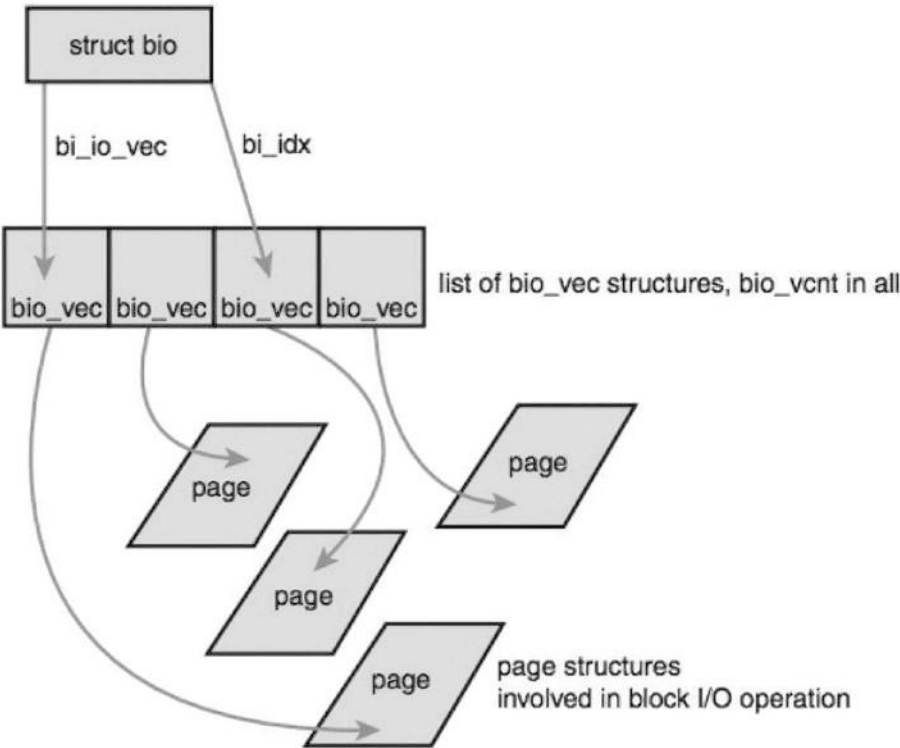 struct bio
bi_io_vec
bi_idx
bio_vec
bio_vec
bio_vec
bio_vec
list of bio_vec structures, bio_vcnt in all
page
page
page
page
page structures
involved in block I/O operation